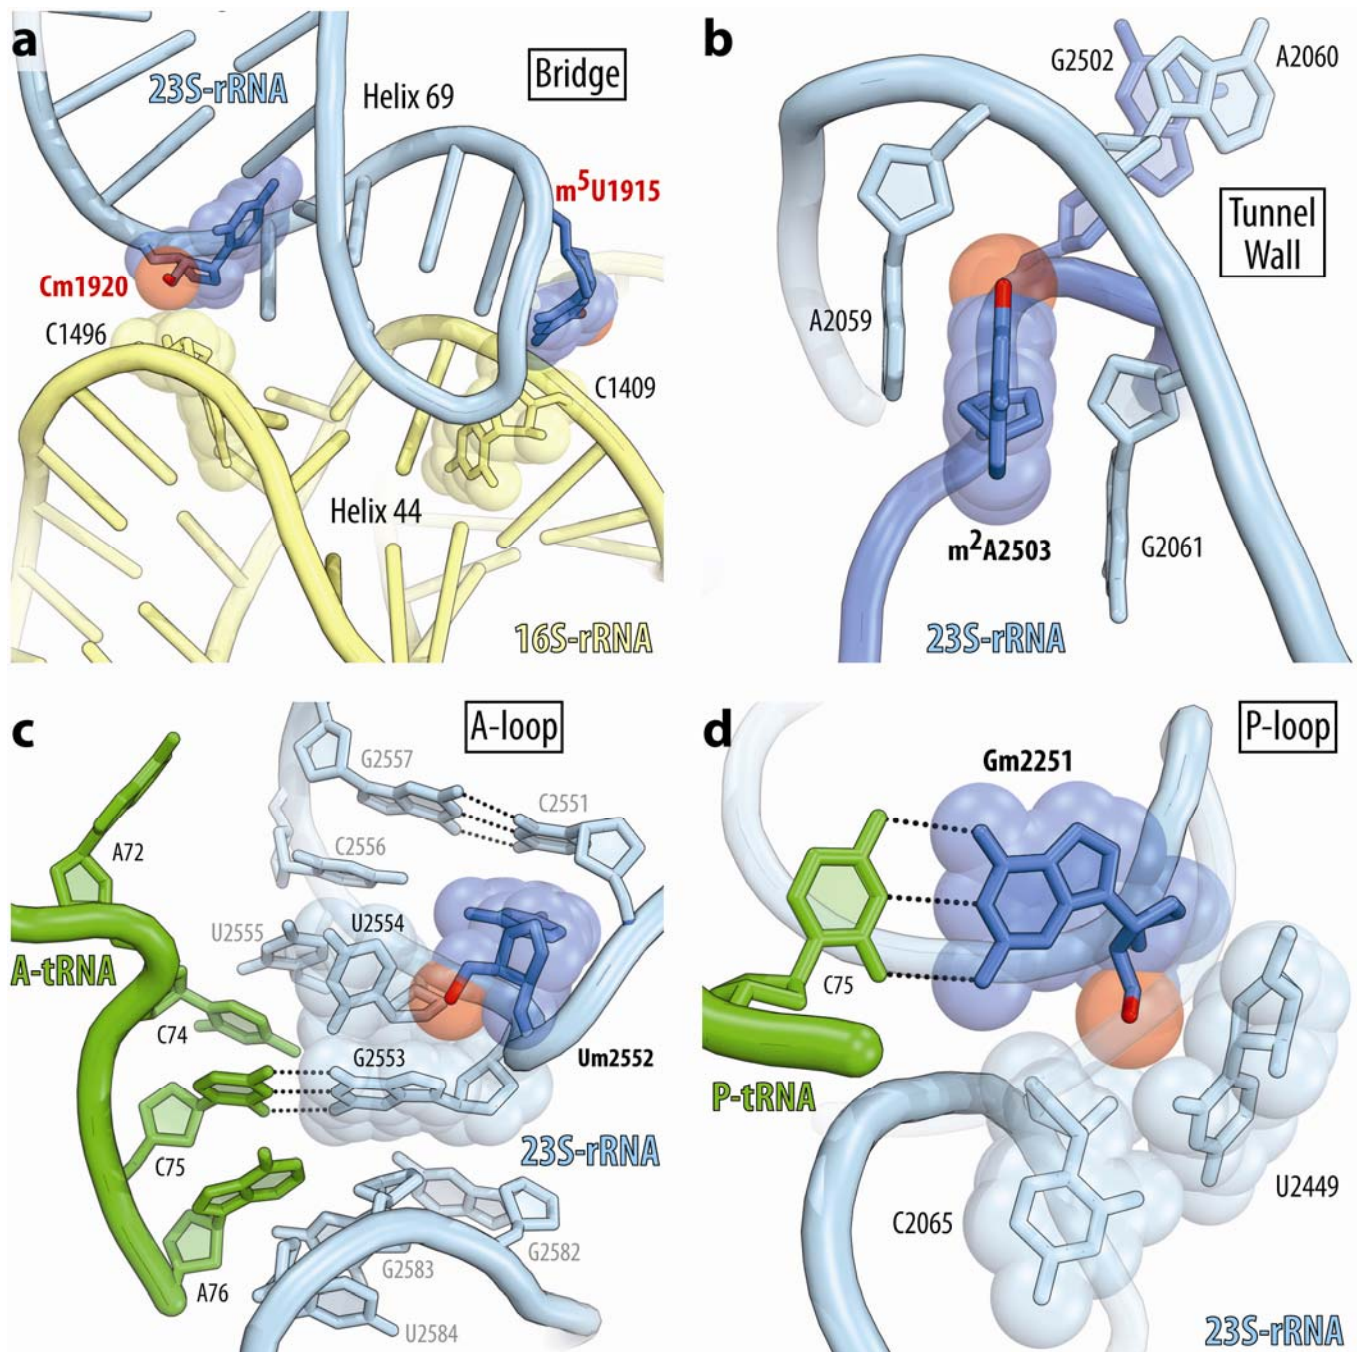 a
Bridge
23S-rRNA
Helix 69
m⁵U1915
Cm1920
C1496
C1409
Helix 44
16S-rRNA
b
G2502
A2060
Tunnel
Wall
A2059
m²A2503
G2061
23S-rRNA
c
A-loop
G2557
C2551
A72
C2556
U2555
U2554
A-tRNA
C74
G2553
Um2552
C75
23S-rRNA
A76
G2583
G2582
U2584
d
P-loop
Gm2251
C75
P-tRNA
U2449
C2065
23S-rRNA